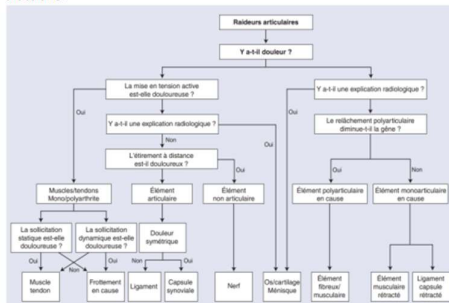 Raideurs articulaires
Y a-t-il douleur ?
La mise en tension active
est-elle douloureuse ?
Y a-t-il une explication radiologique ?
Oui
Oui
Y a-t-il une explication radiologique ?
Le relâchement polyarticulaire
diminue-t-il la gêne ?
Non
Oui
L'étirement à distance
est-il douloureux ?
Oui
Oui
Non
Muscles/tendons
Mono/polyarthrite
Élément
articulaire
Élément
non articulaire
Élément polyarticulaire
en cause
Élément monoarticulaire
en cause
La sollicitation
statique est-elle
douloureuse ?
La sollicitation
dynamique est-elle
douloureuse ?
Douleur
symétrique
Oui
Non
Oui
Non
Oui
Muscle
tendon
Frottement
en cause
Ligament
Capsule
synoviale
Nerf
Os/cartilage
Ménisque
Élément
fibreux/
musculaire
Élément
musculaire
rétracté
Ligament
capsule
rétracté